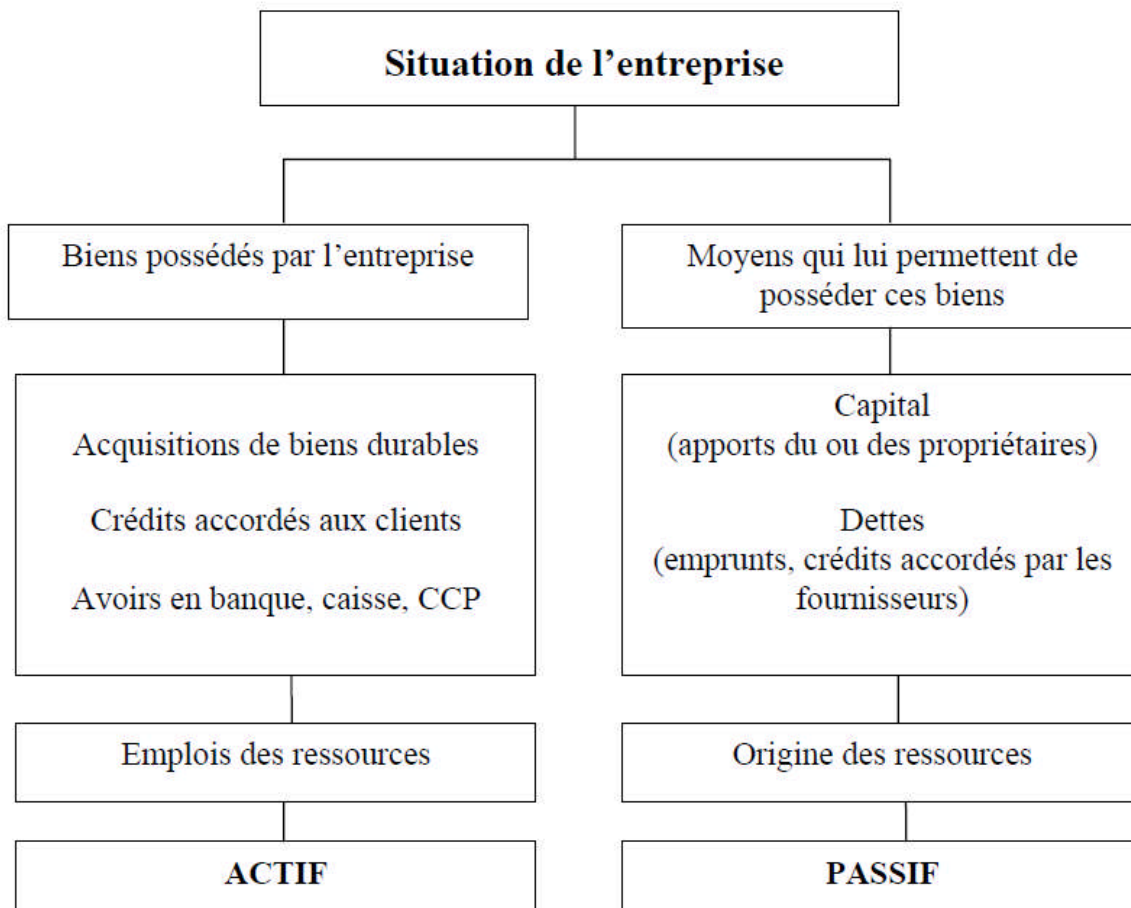 Situation de l’entreprise
Biens possédés par l’entreprise
Moyens qui lui permettent de
posséder ces biens
Acquisitions de biens durables
Crédits accordés aux clients
Avoirs en banque, caisse, CCP
Capital
(apports du ou des propriétaires)
Dettes
(emprunts, crédits accordés par les
fournisseurs)
Emplois des ressources
Origine des ressources
ACTIF
PASSIF